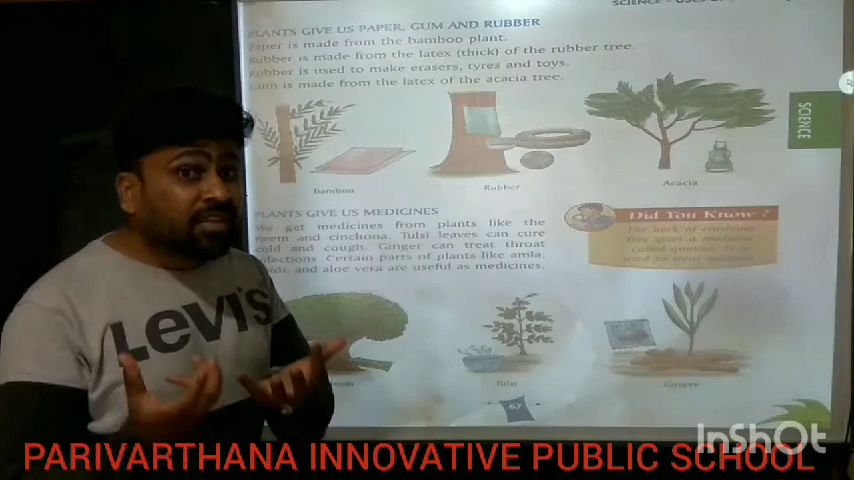 SCIENCE - USES OF
PLANTS GIVE US PAPER, GUM AND RUBBER
Paper is made from the bamboo plant.
Rubber is made from the latex (thick) of the rubber tree.
Rubber is used to make erasers, tyres and toys.
Gum is made from the latex of the acacia tree.
SCIENCE
Bamboo
Rubber
Acacia
PLANTS GIVE US MEDICINES
We get medicines from plants like the
neem and cinchona. Tulsi leaves can cure
cold and cough. Ginger can treat throat
infections. Certain parts of plants like amla,
and aloe vera are useful as medicines.
Did You Know?
The bark of cinchona
tree gives a medicine
called quinine. It is
used to treat
Levi's
Tulsi
Ginger
67
InShot
PARIVARTHANA INNOVATIVE PUBLIC SCHOOL